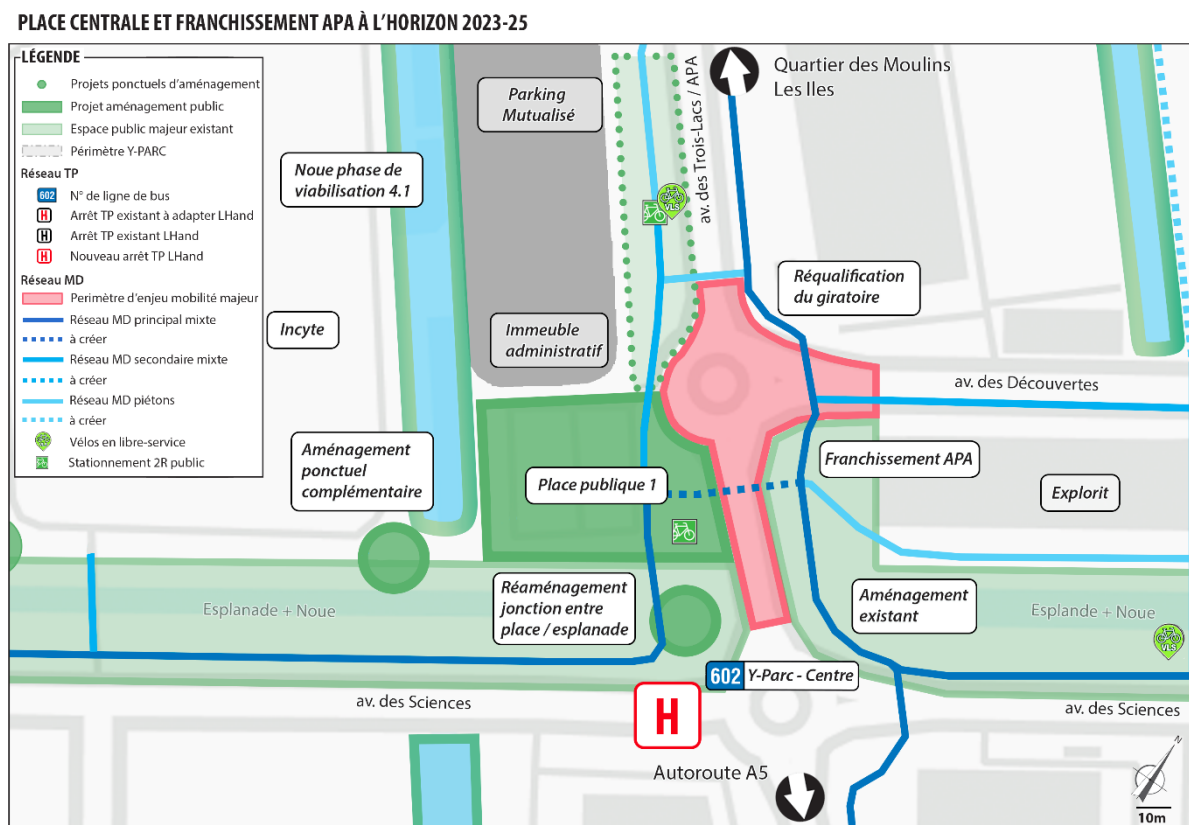 PLACE CENTRALE ET FRANCHISSEMENT APA À L'HORIZON 2023-25
LÉGENDE
Projets ponctuels d'aménagement
Projet aménagement public
Espace public majeur existant
Périmètre Y-PARC
Réseau TP
602 N° de ligne de bus
H Arrêt TP existant à adapter LHand
H Arrêt TP existant LHand
H Nouveau arrêt TP LHand
Réseau MD
Perimètre d'enjeu mobilité majeur
Réseau MD principal mixte
à créer
Réseau MD secondaire mixte
à créer
Réseau MD piétons
à créer
VLS Vélos en libre-service
Stationnement 2R public
Parking
Mutualisé
Quartier des Moulins
Les Iles
av. des Trois-Lacs / APA
Noue phase de
viabilisation 4.1
VLS
Réqualification
du giratoire
Incyte
Immeuble
administratif
av. des Découvertes
Aménagement
ponctuel
complémentaire
Place publique 1
Franchissement APA
Explorit
Esplanade + Noue
Réaménagement
jonction entre
place / esplanade
Aménagement
existant
Esplande + Noue
VLS
602 Y-Parc - Centre
av. des Sciences
av. des Sciences
H
Autoroute A5
N
10m